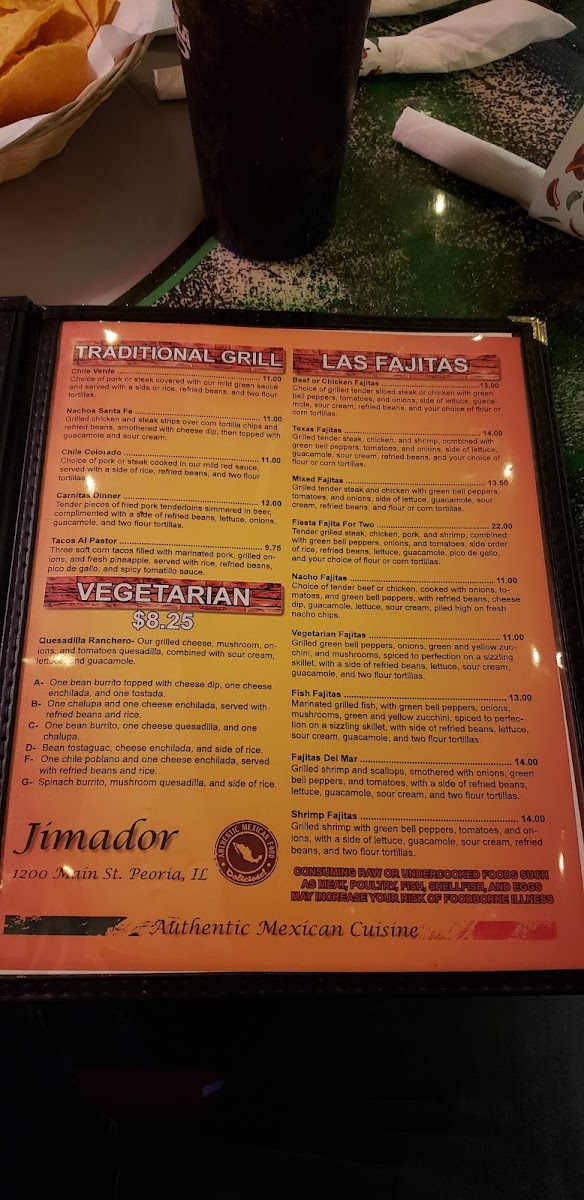 TRADITIONAL GRILL
Chile Verde ........ 11.00
Choice of pork or steak covered with our mild green sauce
and served with a side or rice, refried beans, and two flour
tortillas.
Nachos Santa Fe ........ 11.00
Grilled chicken and steak strips over corn tortilla chips and
refried beans, smothered with cheese dip, then topped with
guacamole and sour cream.
Chile Colorado ........ 11.00
Choice of pork or steak cooked in our mild red sauce,
served with a side of rice, refried beans, and two flour
tortillas
Carnitas Dinner ........ 12.00
Tender pieces of fried pork tenderloins simmered in beer,
complimented with a side of refried beans, lettuce, onions,
guacamole, and two flour tortillas.
Tacos Al Pastor ........ 9.75
Three soft corn tacos filled with marinated pork, grilled on-
ions, and fresh pineapple, served with rice, refried beans,
pico de gallo, and spicy tomatillo sauce.
VEGETARIAN
$8.25
Quesadilla Ranchero- Our grilled cheese, mushroom, on-
ions, and tomatoes quesadilla, combined with sour cream,
lettuce, and guacamole.
A- One bean burrito topped with cheese dip, one cheese
enchilada, and one tostada.
B- One chalupa and one cheese enchilada, served with
refried beans and rice.
C- One bean burrito, one cheese quesadilla, and one
chalupa.
D- Bean tostaguac, cheese enchilada, and side of rice.
F- One chile poblano and one cheese enchilada, served
with refried beans and rice.
G- Spinach burrito, mushroom quesadilla, and side of rice.
Jimador
1200 Main St. Peoria, IL
AUTHENTIC MEXICAN FOOD
Delicioso!
LAS FAJITAS
Beef or Chicken Fajitas ........ 13.00
Choice of grilled tender sliced steak or chicken with green
bell peppers, tomatoes, and onions, side of lettuce, guaca-
mole, sour cream, refried beans, and your choice of flour or
corn tortillas.
Texas Fajitas ........ 14.00
Grilled tender steak, chicken, and shrimp, combined with
green bell peppers, tomatoes, and onions, side of lettuce,
guacamole, sour cream, refried beans, and your choice of
flour or corn tortillas.
Mixed Fajitas ........ 13.50
Grilled tender steak and chicken with green bell peppers,
tomatoes, and onions, side of lettuce, guacamole, sour
cream, refried beans, and flour or corn tortillas.
Fiesta Fajita For Two ........ 22.00
Tender grilled steak, chicken, pork, and shrimp, combined
with green bell peppers, onions, and tomatoes, side order
of rice, refried beans, lettuce, guacamole, pico de gallo,
and your choice of flour or corn tortillas.
Nacho Fajitas ........ 11.00
Choice of tender beef or chicken, cooked with onions, to-
matoes, and green bell peppers, with refried beans, cheese
dip, guacamole, lettuce, sour cream, piled high on fresh
nacho chips.
Vegetarian Fajitas ........ 11.00
Grilled green bell peppers, onions, green and yellow zuc-
chini, and mushrooms, spiced to perfection on a sizzling
skillet, with a side of refried beans, lettuce, sour cream,
guacamole, and two flour tortillas.
Fish Fajitas ........ 13.00
Marinated grilled fish, with green bell peppers, onions,
mushrooms, green and yellow zucchini, spiced to perfec-
tion on a sizzling skillet, with side of refried beans, lettuce,
sour cream, guacamole, and two flour tortillas.
Fajitas Del Mar ........ 14.00
Grilled shrimp and scallops, smothered with onions, green
bell peppers, and tomatoes, with a side of refried beans,
lettuce, guacamole, sour cream, and two flour tortillas.
Shrimp Fajitas ........ 14.00
Grilled shrimp with green bell peppers, tomatoes, and on-
ions, with a side of lettuce, guacamole, sour cream, refried
beans, and two flour tortillas.
CONSUMING RAW OR UNDERCOOKED FOODS SUCH
AS MEAT, POULTRY, FISH, SHELLFISH, AND EGGS
MAY INCREASE YOUR RISK OF FOODBORNE ILLNESS
Authentic Mexican Cuisine